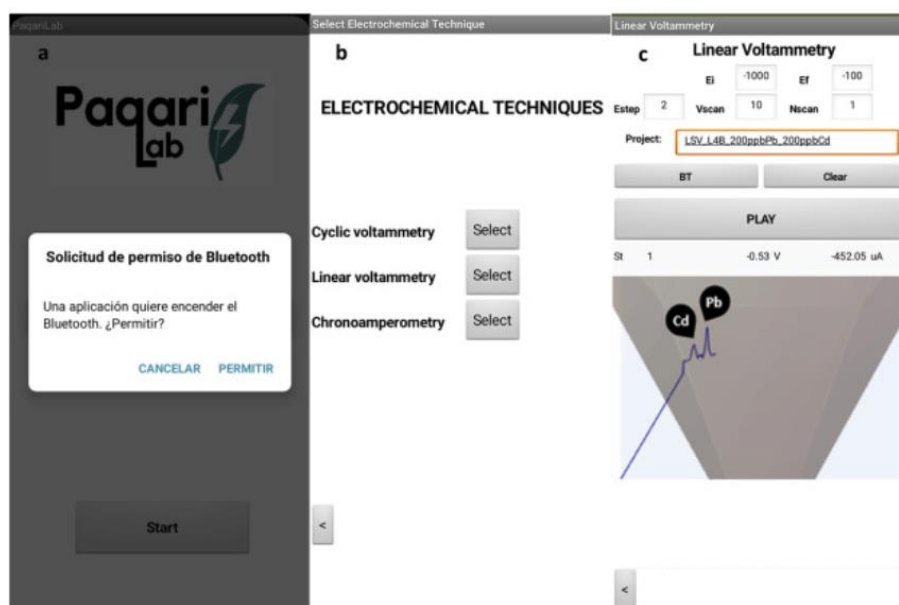 PaqariLab
a
Paqari
Lab
Solicitud de permiso de Bluetooth
Una aplicación quiere encender el
Bluetooth. ¿Permitir?
CANCELAR PERMITIR
Start
Select Electrochemical Technique
b
ELECTROCHEMICAL TECHNIQUES
Cyclic voltammetry Select
Linear voltammetry Select
Chronoamperometry Select
<
Linear Voltammetry
c Linear Voltammetry
Ei -1000 Ef -100
Estep 2 Vscan 10 Nscan 1
Project: LSV_L4B_200ppbPb_200ppbCd
BT Clear
PLAY
St 1 -0.53 V -452.05 uA
Cd Pb
<